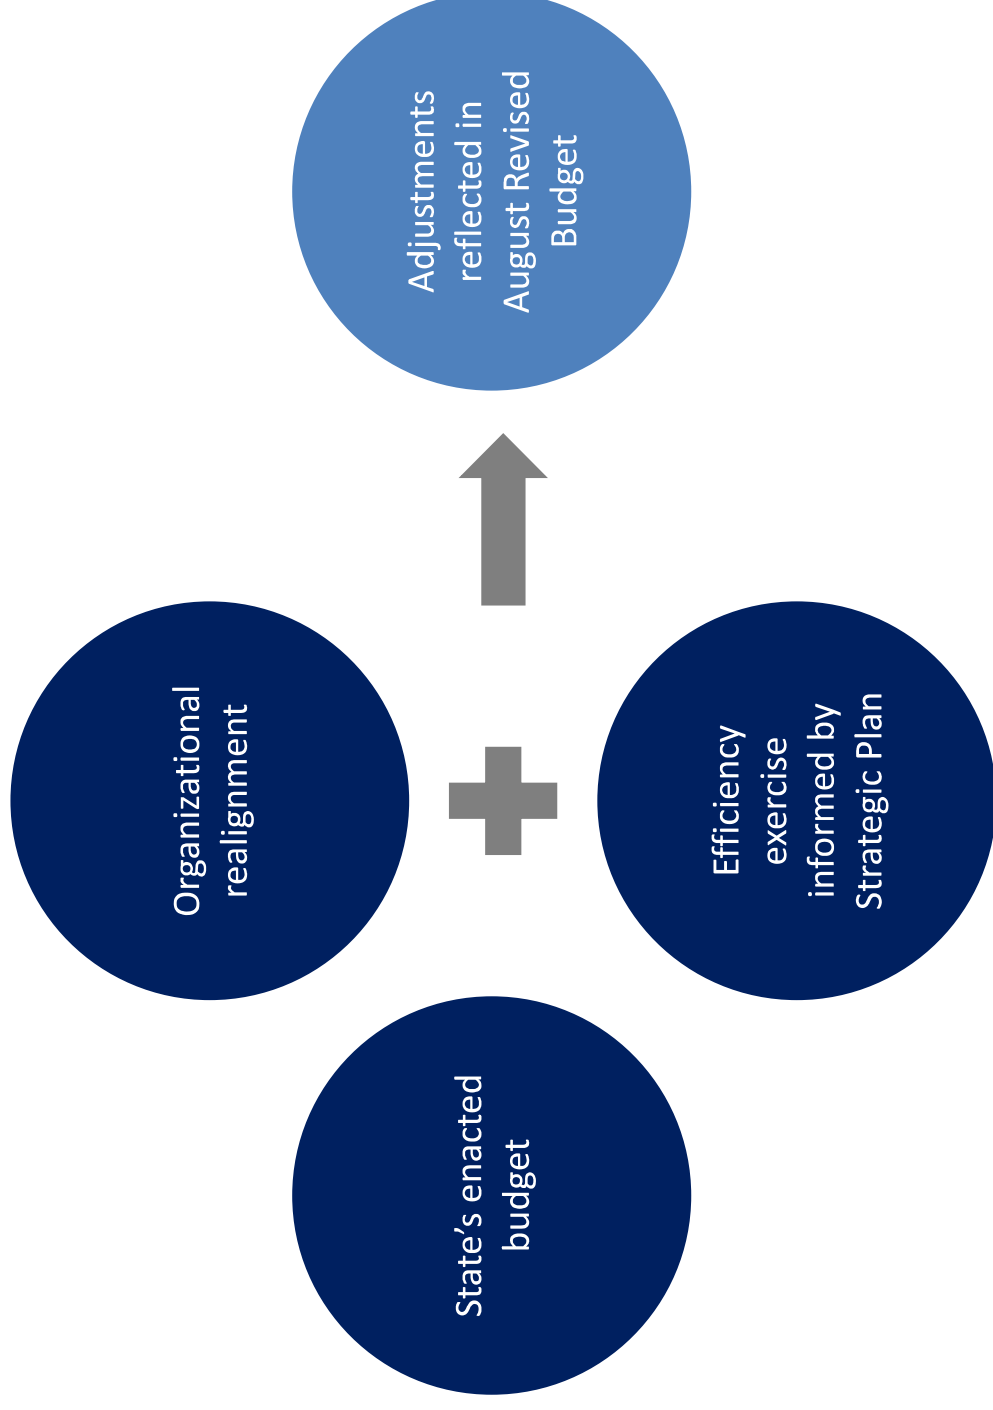 State’s enacted
budget
Organizational
realignment
Efficiency
exercise
informed by
Strategic Plan
Adjustments
reflected in
August Revised
Budget